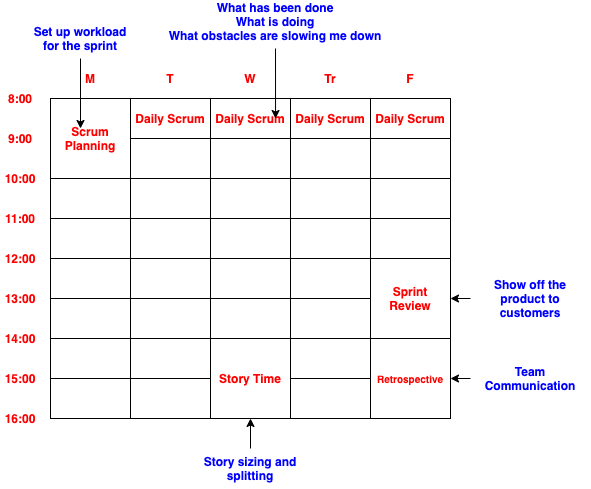 What has been done
What is doing
What obstacles are slowing me down
Set up workload
for the sprint
M T W Tr F
8:00
Daily Scrum Daily Scrum Daily Scrum Daily Scrum
Scrum
Planning
9:00
10:00
11:00
12:00
13:00
Sprint
Review
Show off the
product to
customers
14:00
15:00
Story Time
Retrospective
Team
Communication
16:00
Story sizing and
splitting